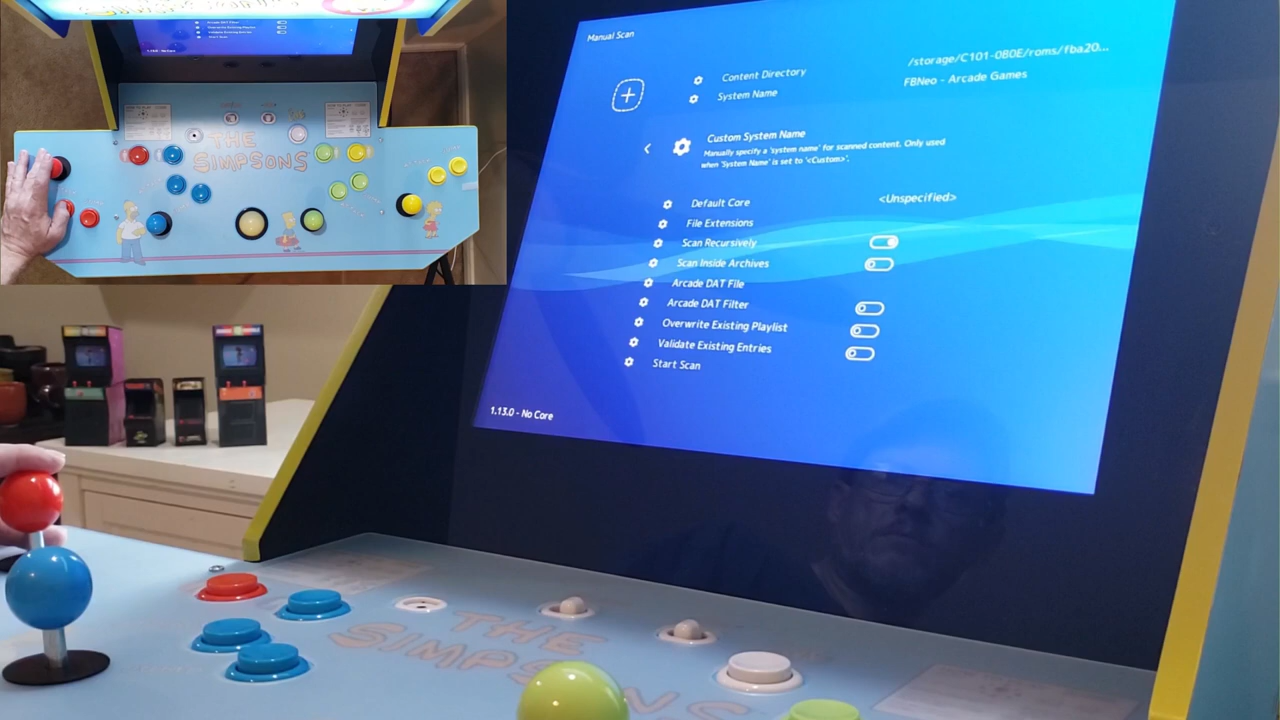 THE
SIMPSONS
Manual Scan
/storage/C101-0B0E/roms/fba20...
Content Directory
FBNeo - Arcade Games
System Name
Custom System Name
Manually specify a 'system name' for scanned content. Only used
when 'System Name' is set to '<Custom>'.
Default Core
<Unspecified>
File Extensions
Scan Recursively
Scan Inside Archives
Arcade DAT File
Arcade DAT Filter
Overwrite Existing Playlist
Validate Existing Entries
Start Scan
1.13.0 - No Core
THE
SIMPSONS